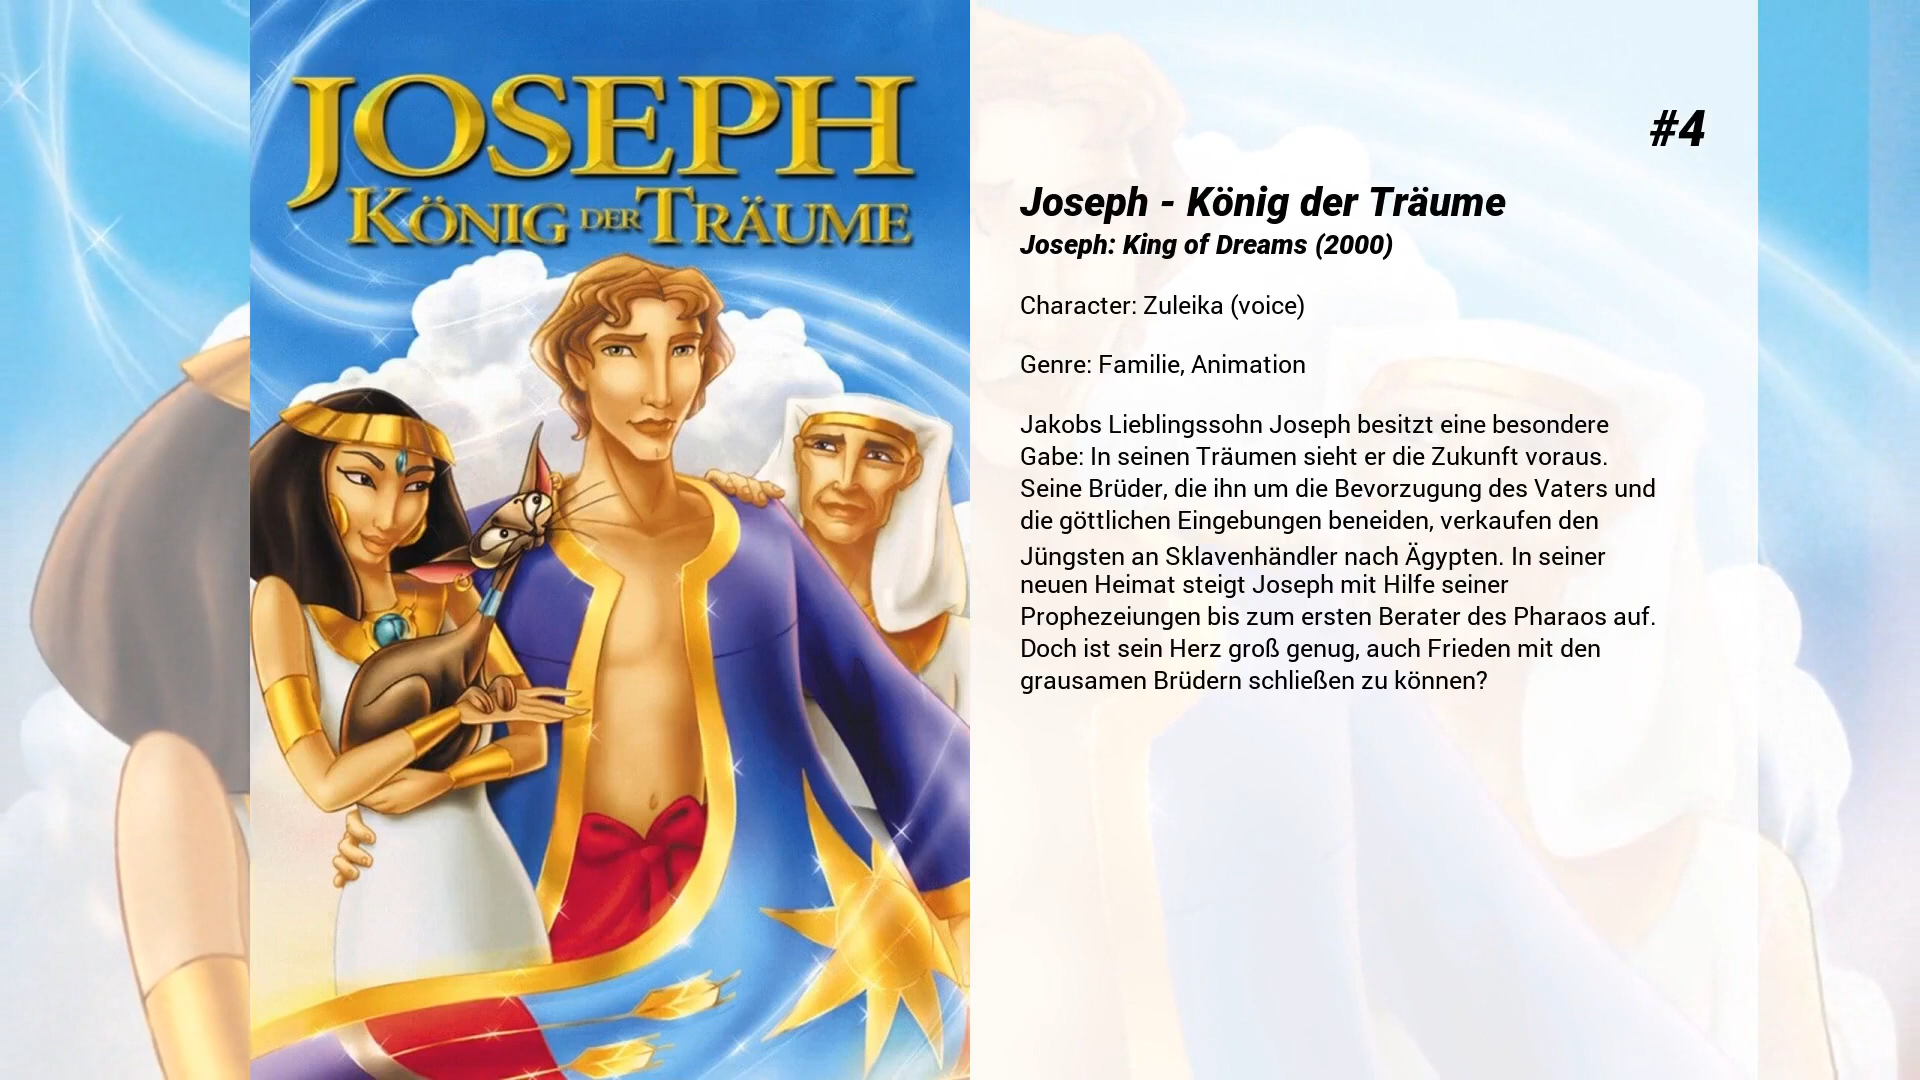 JOSEPH
KÖNIG DER TRÄUME
#4
Joseph - König der Träume
Joseph: King of Dreams (2000)
Character: Zuleika (voice)
Genre: Familie, Animation
Jakobs Lieblingssohn Joseph besitzt eine besondere
Gabe: In seinen Träumen sieht er die Zukunft voraus.
Seine Brüder, die ihn um die Bevorzugung des Vaters und
die göttlichen Eingebungen beneiden, verkaufen den
Jüngsten an Sklavenhändler nach Ägypten. In seiner
neuen Heimat steigt Joseph mit Hilfe seiner
Prophezeiungen bis zum ersten Berater des Pharaos auf.
Doch ist sein Herz groß genug, auch Frieden mit den
grausamen Brüdern schließen zu können?